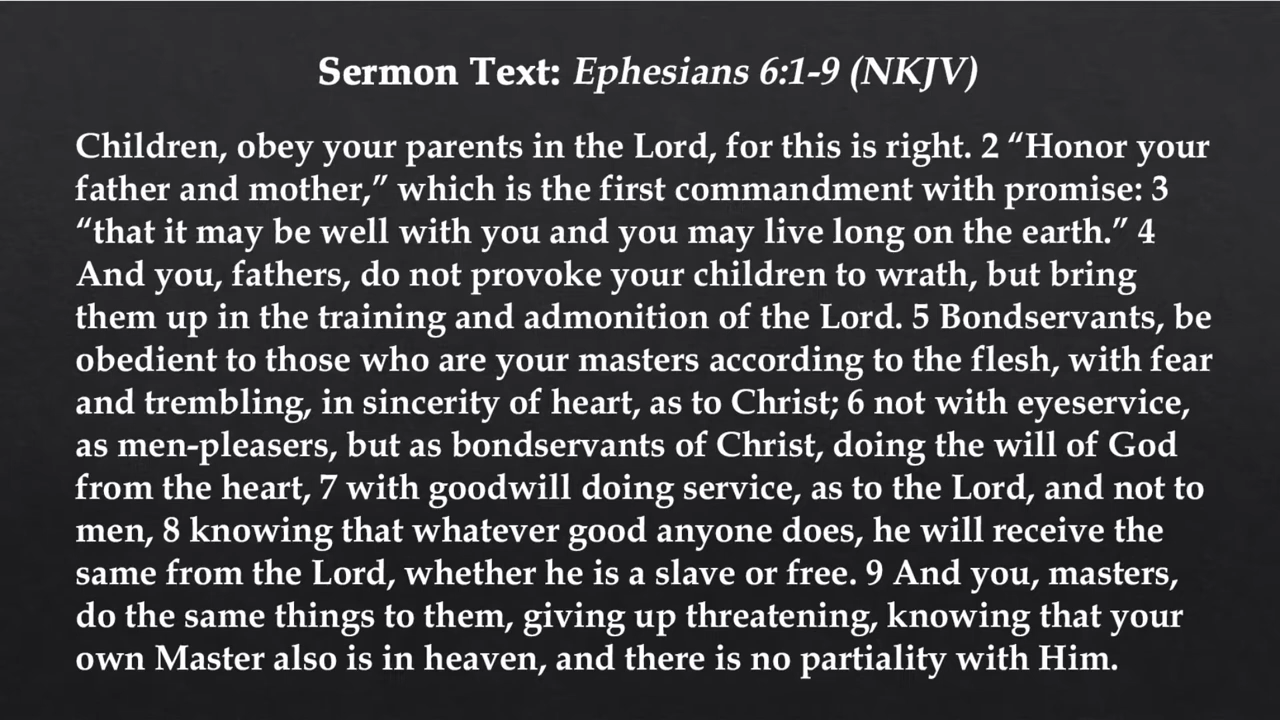 Sermon Text: Ephesians 6:1-9 (NKJV)
Children, obey your parents in the Lord, for this is right. 2 “Honor your
father and mother,” which is the first commandment with promise: 3
“that it may be well with you and you may live long on the earth.” 4
And you, fathers, do not provoke your children to wrath, but bring
them up in the training and admonition of the Lord. 5 Bondservants, be
obedient to those who are your masters according to the flesh, with fear
and trembling, in sincerity of heart, as to Christ; 6 not with eyeservice,
as men-pleasers, but as bondservants of Christ, doing the will of God
from the heart, 7 with goodwill doing service, as to the Lord, and not to
men, 8 knowing that whatever good anyone does, he will receive the
same from the Lord, whether he is a slave or free. 9 And you, masters,
do the same things to them, giving up threatening, knowing that your
own Master also is in heaven, and there is no partiality with Him.